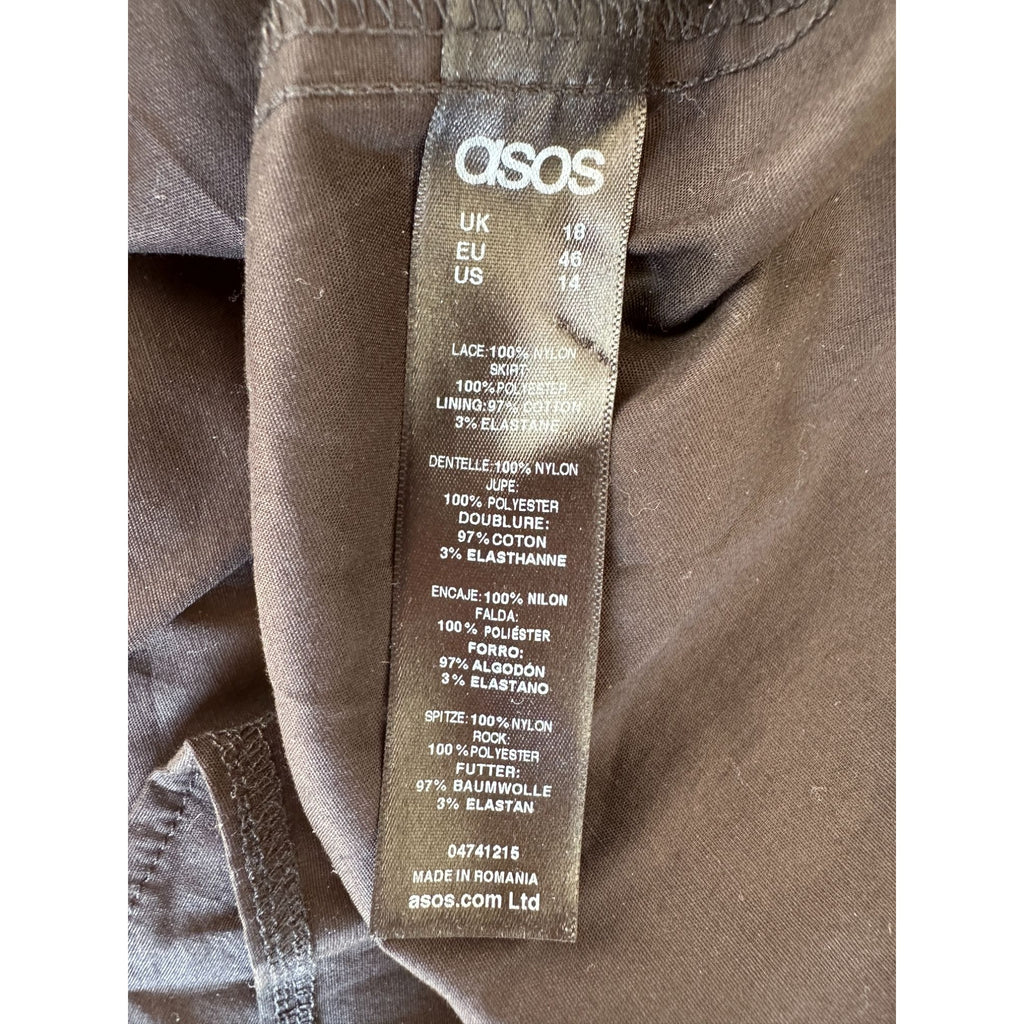 asos
UK 18
EU 46
US 14
LACE:100% NYLON
SKIRT:
100% POLYESTER
LINING:97% COTTON
3% ELASTANE
DENTELLE:100% NYLON
JUPE:
100% POLYESTER
DOUBLURE:
97% COTON
3% ELASTHANNE
ENCAJE:100% NILON
FALDA:
100% POLIÉSTER
FORRO:
97% ALGODÓN
3% ELASTANO
SPITZE:100% NYLON
ROCK:
100% POLYESTER
FUTTER:
97% BAUMWOLLE
3% ELASTAN
04741215
MADE IN ROMANIA
asos.com Ltd